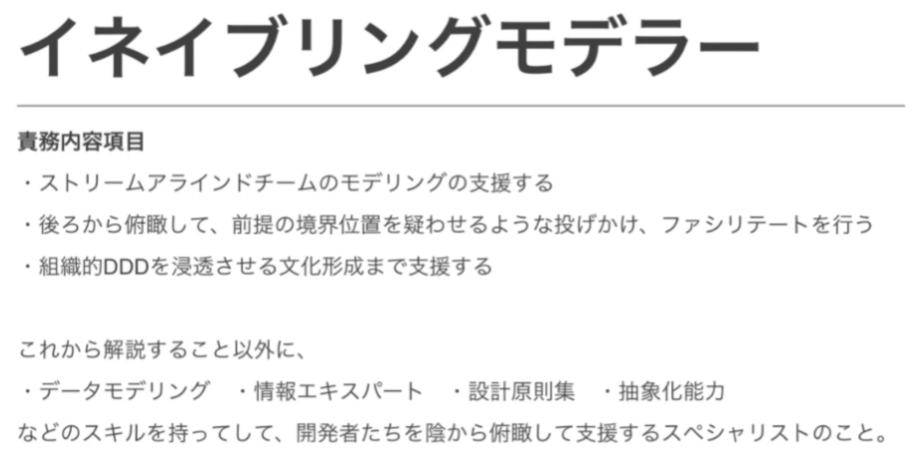 イネイブリングモデラー
責務内容項目
・ストリームアラインドチームのモデリングの支援する
・後ろから俯瞰して、前提の境界位置を疑わせるような投げかけ、ファシリテートを行う
・組織的DDDを浸透させる文化形成まで支援する
これから解説すること以外に、
・データモデリング　・情報エキスパート　・設計原則集　・抽象化能力
などのスキルを持ってして、開発者たちを陰から俯瞰して支援するスペシャリストのこと。